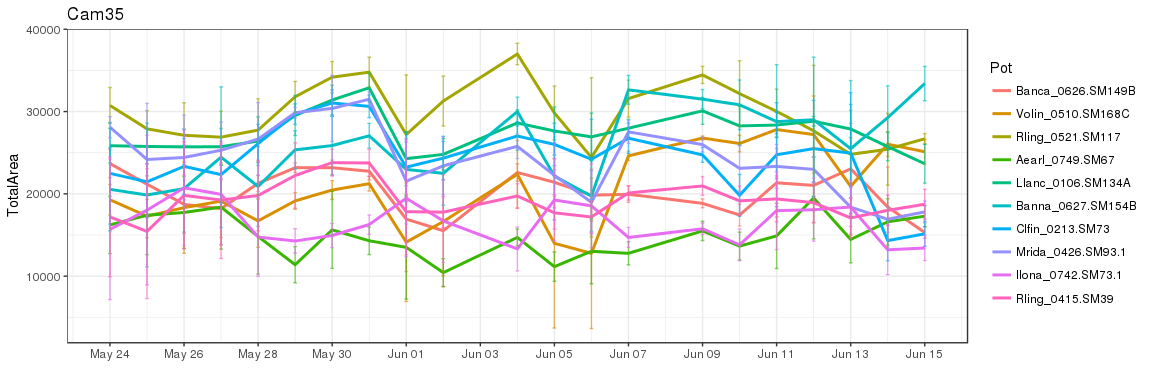 Cam35
TotalArea
40000
30000
20000
10000
May 24
May 26
May 28
May 30
Jun 01
Jun 03
Jun 05
Jun 07
Jun 09
Jun 11
Jun 13
Jun 15
Pot
Banca_0626.SM149B
Volin_0510.SM168C
Rling_0521.SM117
Aearl_0749.SM67
Llanc_0106.SM134A
Banna_0627.SM154B
Clfin_0213.SM73
Mrida_0426.SM93.1
Ilona_0742.SM73.1
Rling_0415.SM39